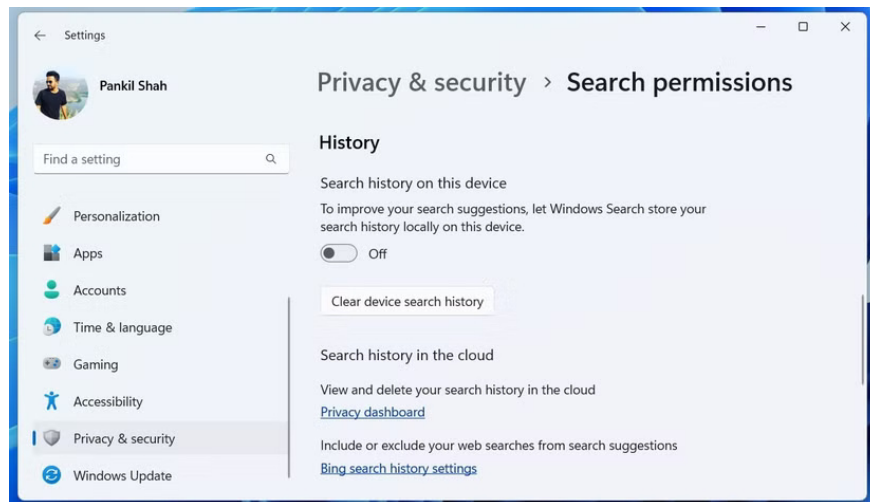 Settings
Pankil Shah
Find a setting
Personalization
Apps
Accounts
Time & language
Gaming
Accessibility
Privacy & security
Windows Update
Privacy & security › Search permissions
History
Search history on this device
To improve your search suggestions, let Windows Search store your
search history locally on this device.
Off
Clear device search history
Search history in the cloud
View and delete your search history in the cloud
Privacy dashboard
Include or exclude your web searches from search suggestions
Bing search history settings